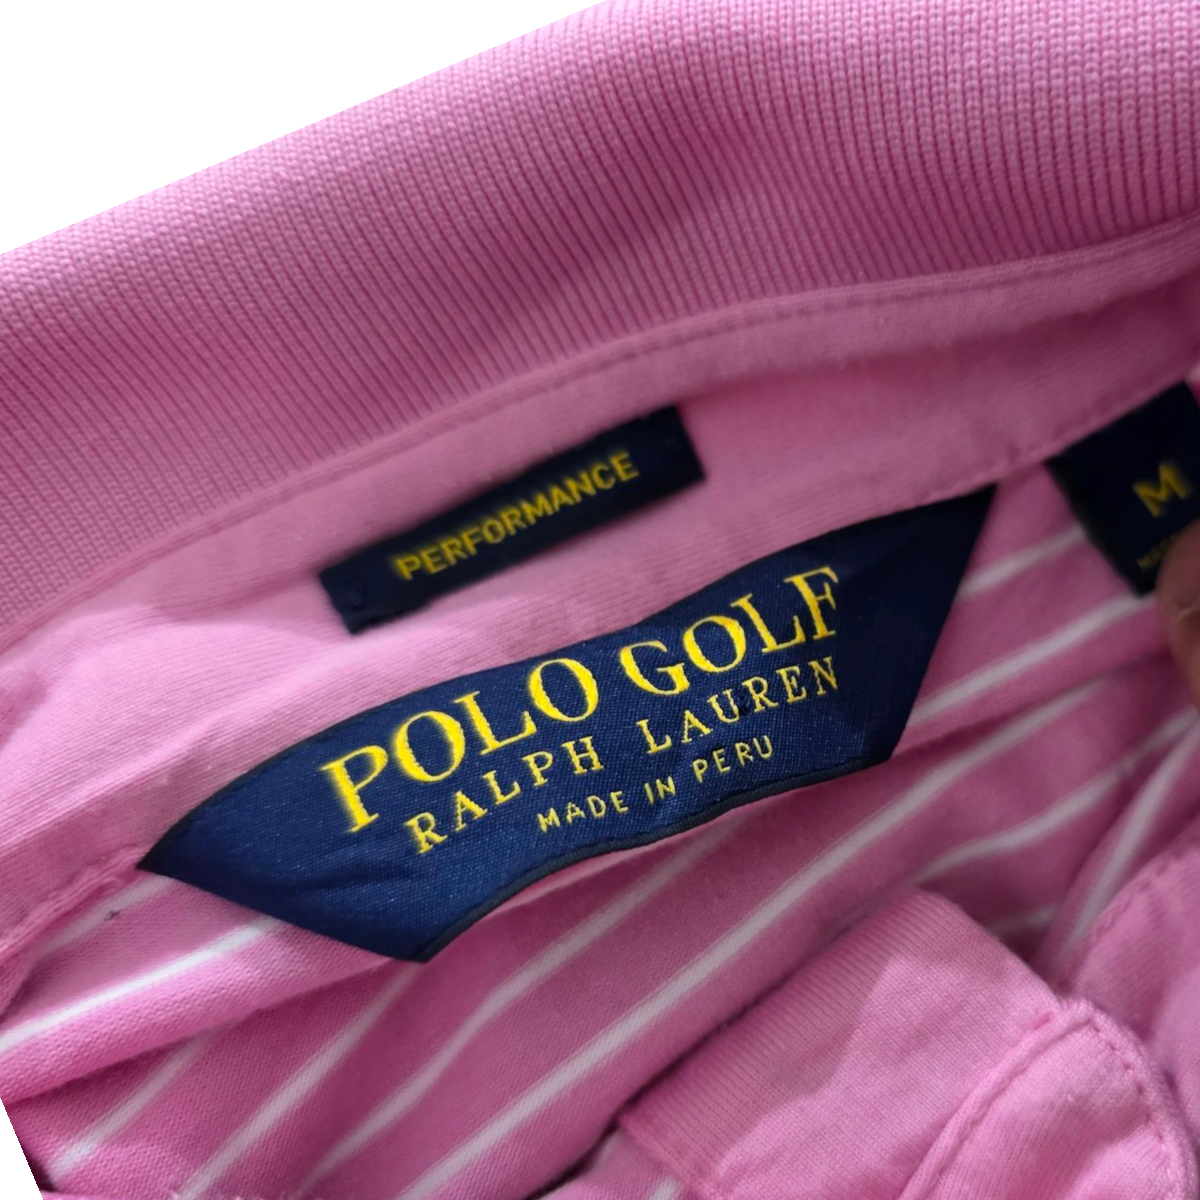 PERFORMANCE
POLO GOLF
RALPH LAUREN
MADE IN PERU
M